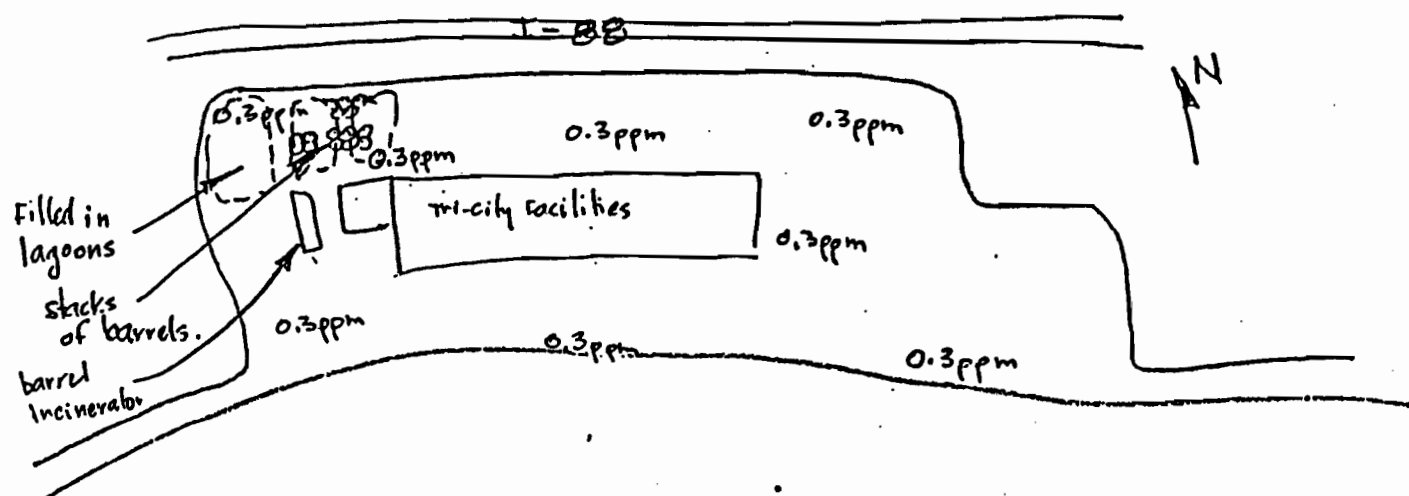 I-88
N
0.3ppm
0.3ppm
0.3ppm
0.3ppm
Tri-city Facilities
0.3ppm
Filled in
lagoons
stacks
of barrels.
0.3ppm
0.3ppm
0.3ppm
barrel
Incinerator